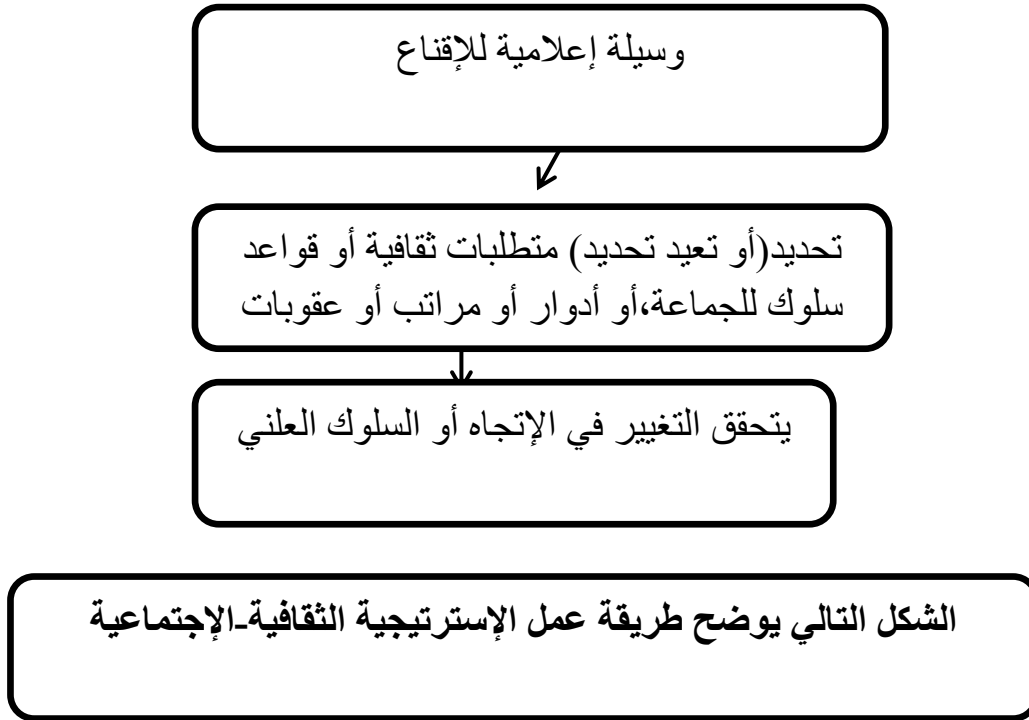 وسيلة إعلامية للإقناع
تحديد(أو تعيد تحديد) متطلبات ثقافية أو قواعد
سلوك للجماعة،أو أدوار أو مراتب أو عقوبات
يتحقق التغيير في الإتجاه أو السلوك العلني
الشكل التالي يوضح طريقة عمل الإسترتيجية الثقافية-الإجتماعية